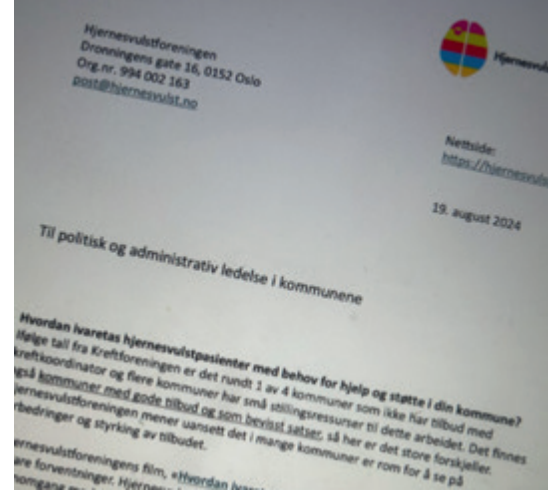 Hjernesvulstforeningen
Dronningens gate 16, 0152 Oslo
Org.nr. 994 002 163
post@hjernesvulst.no
Nettside:
19. august 2024
Til politisk og administrativ ledelse i kommunene
Hvordan ivaretas hjernesvulstpasienter med behov for hjelp og støtte i din kommune?
Ifølge tall fra Kreftforeningen er det rundt 1 av 4 kommuner som ikke har tilbud med
kreftkoordinator og flere kommuner har små stillingsressurser til dette arbeidet. Det finnes
også kommuner med gode tilbud og som bevisst satser, så her er det store forskjeller.
Hjernesvulstforeningen mener uansett det i mange kommuner er rom for å se på
forbedringer og styrking av tilbudet.
film, «Hvordan
forventninger.